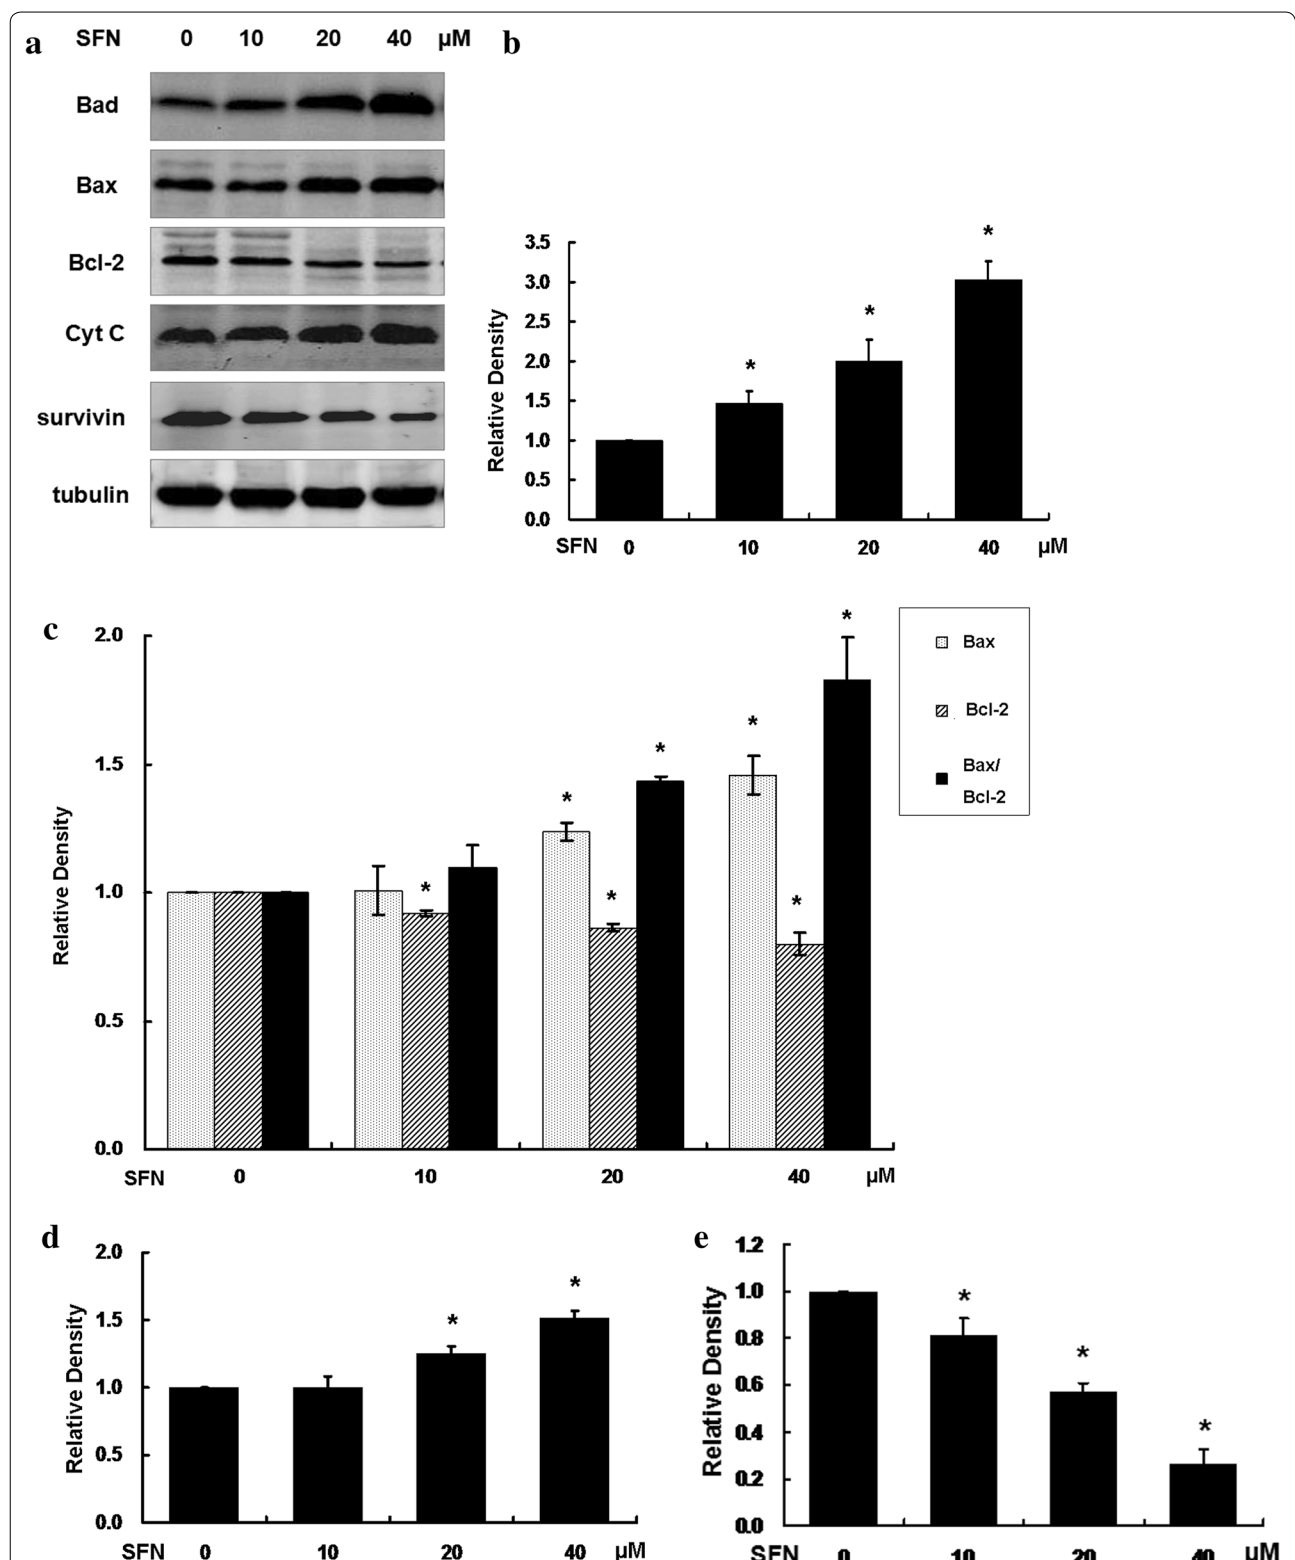 a SFN 0 10 20 40 µM
Bad
Bax
Bcl-2
Cyt C
survivin
tubulin
b
3.5
3.0
2.5
2.0
1.5
1.0
0.5
0.0
Relative Density
* * *
SFN 0 10 20 40 µM
c
2.0
1.5
1.0
0.5
0.0
Relative Density
* * * * * * *
SFN 0 10 20 40 µM
Bax
Bcl-2
Bax/
Bcl-2
d
2.0
1.5
1.0
0.5
0.0
Relative Density
* *
SFN 0 10 20 40 µM
e
1.2
1.0
0.8
0.6
0.4
0.2
0.0
Relative Density
* * *
SFN 0 10 20 40 µM